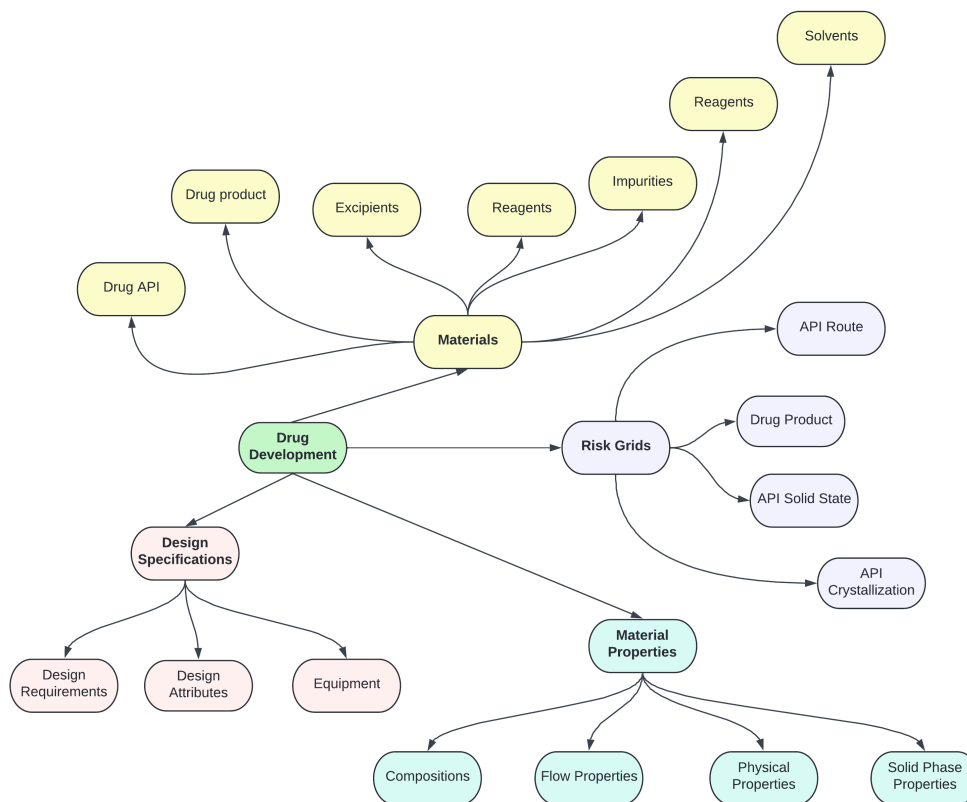 Solvents
Reagents
Impurities
Drug product
Excipients
Reagents
Drug API
Materials
API Route
Drug Product
Drug
Development
Risk Grids
API Solid State
Design
Specifications
API
Crystallization
Material
Properties
Design
Requirements
Design
Attributes
Equipment
Compositions
Flow Properties
Physical
Properties
Solid Phase
Properties